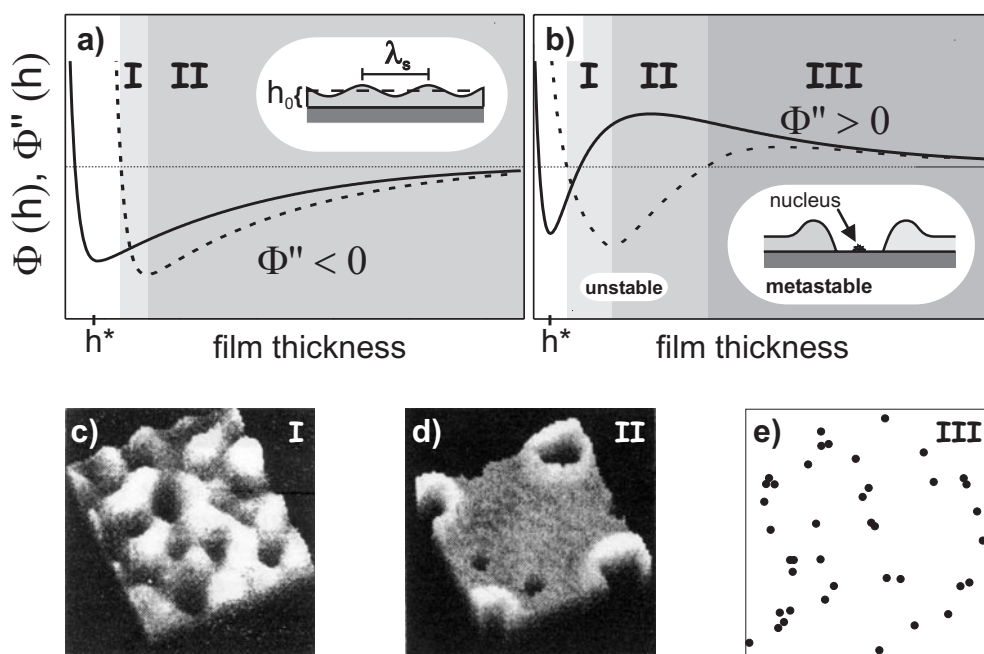 Φ (h), Φ" (h)
a)
I
II
λs
h0{
Φ" < 0
h*
film thickness
b)
I
II
III
Φ" > 0
nucleus
metastable
unstable
h*
film thickness
c)
I
d)
II
e)
III